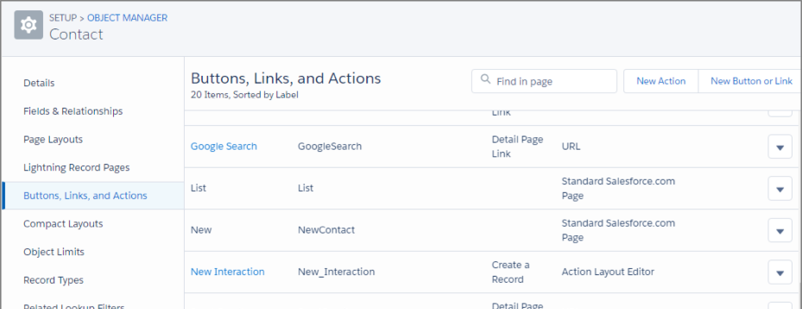 SETUP > OBJECT MANAGER
Contact
Details
Fields & Relationships
Page Layouts
Lightning Record Pages
Buttons, Links, and Actions
Compact Layouts
Object Limits
Record Types
Related Lookup Filters
Buttons, Links, and Actions
20 Items, Sorted by Label
Find in page
New Action
New Button or Link
Link
Google Search GoogleSearch Detail Page URL
Link
List List Standard Salesforce.com
Page
New NewContact Standard Salesforce.com
Page
New Interaction New_Interaction Create a Action Layout Editor
Record
Detail Page